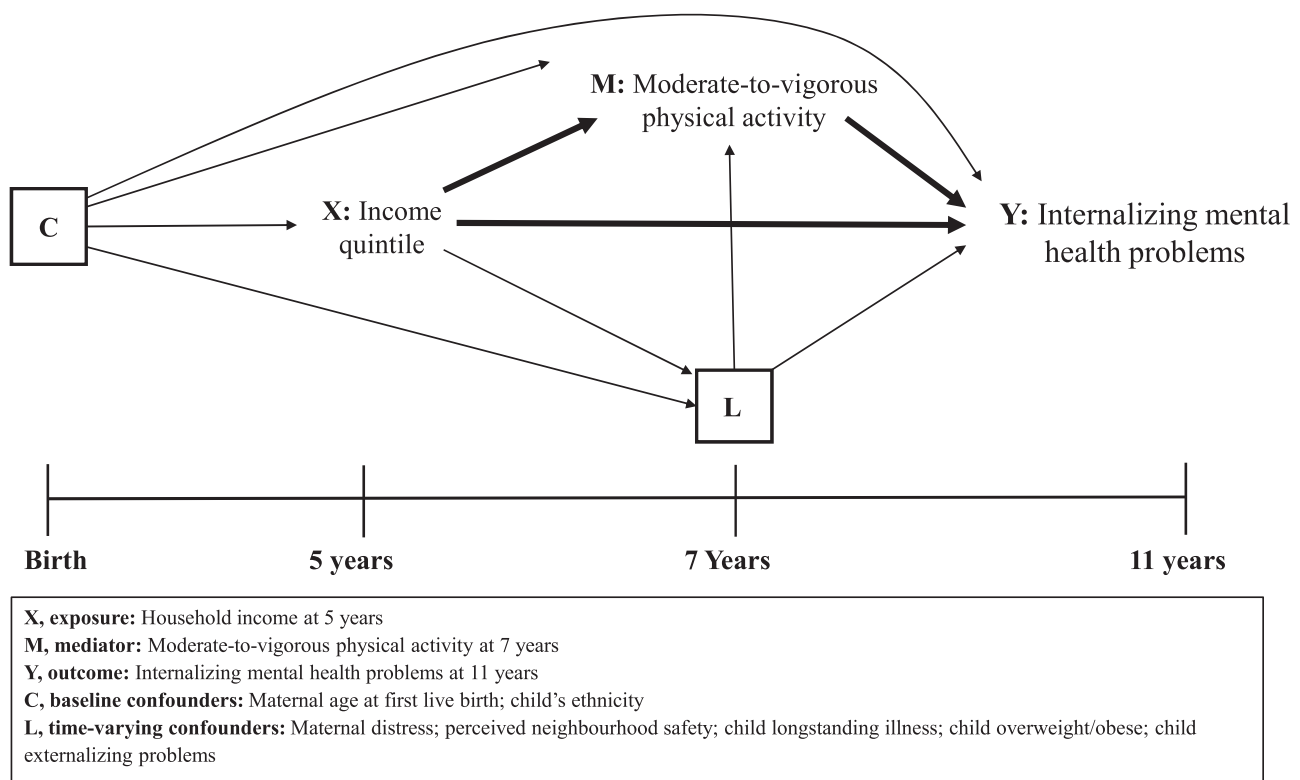 M: Moderate-to-vigorous
physical activity
C
X: Income
quintile
Y: Internalizing mental
health problems
L
Birth
5 years
7 Years
11 years
X, exposure: Household income at 5 years
M, mediator: Moderate-to-vigorous physical activity at 7 years
Y, outcome: Internalizing mental health problems at 11 years
C, baseline confounders: Maternal age at first live birth; child’s ethnicity
L, time-varying confounders: Maternal distress; perceived neighbourhood safety; child longstanding illness; child overweight/obese; child
externalizing problems